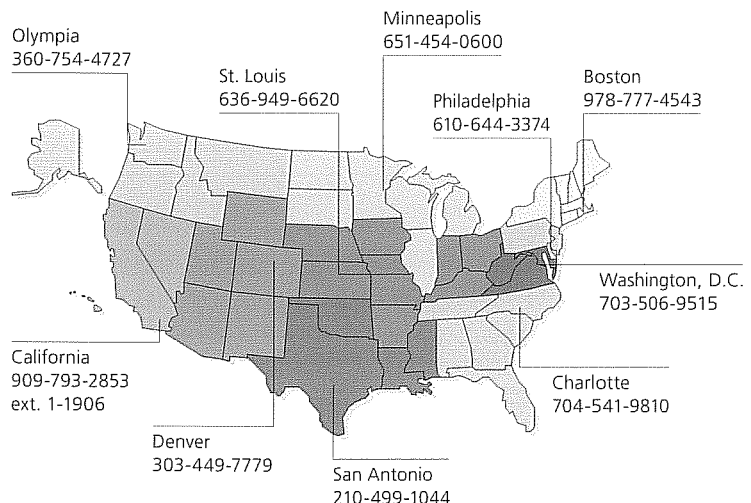 Minneapolis
651-454-0600
Olympia
360-754-4727
St. Louis
636-949-6620
Boston
978-777-4543
Philadelphia
610-644-3374
Washington, D.C.
703-506-9515
California
909-793-2853
ext. 1-1906
Charlotte
704-541-9810
Denver
303-449-7779
San Antonio
210-499-1044